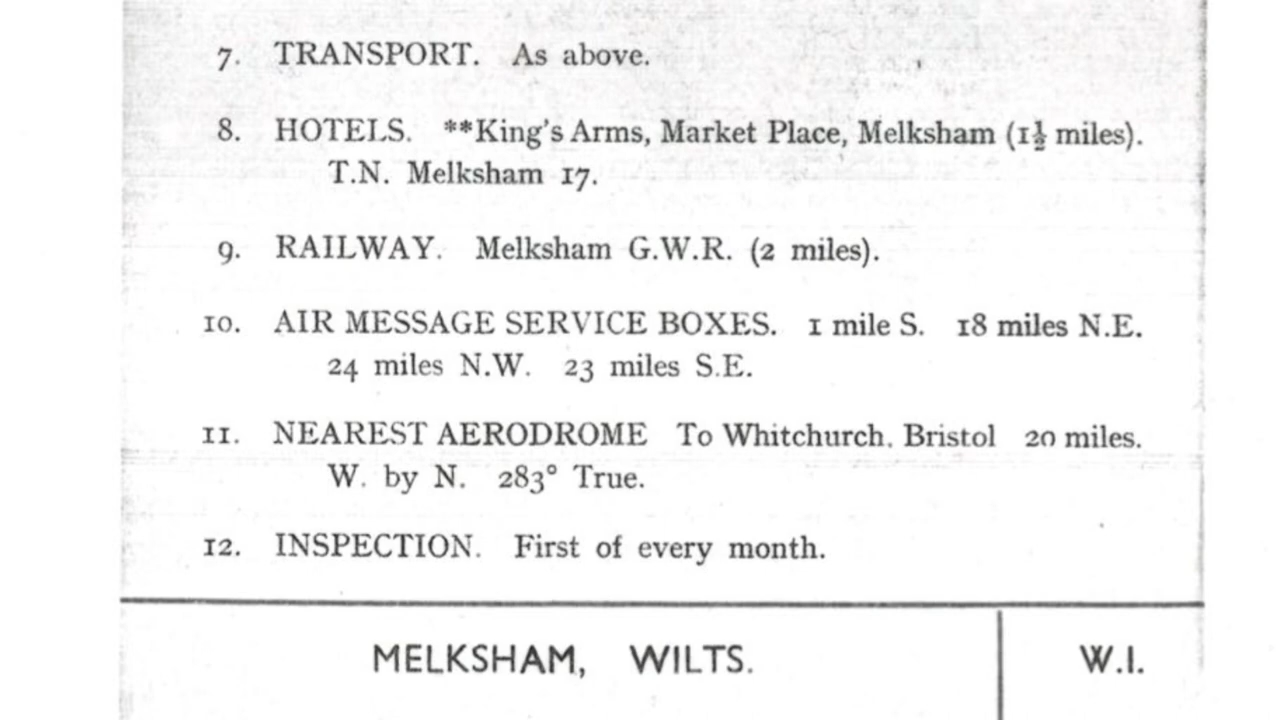 7. TRANSPORT. As above.
8. HOTELS. **King's Arms, Market Place, Melksham (1½ miles).
T.N. Melksham 17.
9. RAILWAY. Melksham G.W.R. (2 miles).
10. AIR MESSAGE SERVICE BOXES. 1 mile S. 18 miles N.E.
24 miles N.W. 23 miles S.E.
11. NEAREST AERODROME To Whitchurch. Bristol 20 miles.
W. by N. 283° True.
12. INSPECTION. First of every month.
MELKSHAM, WILTS. W.I.